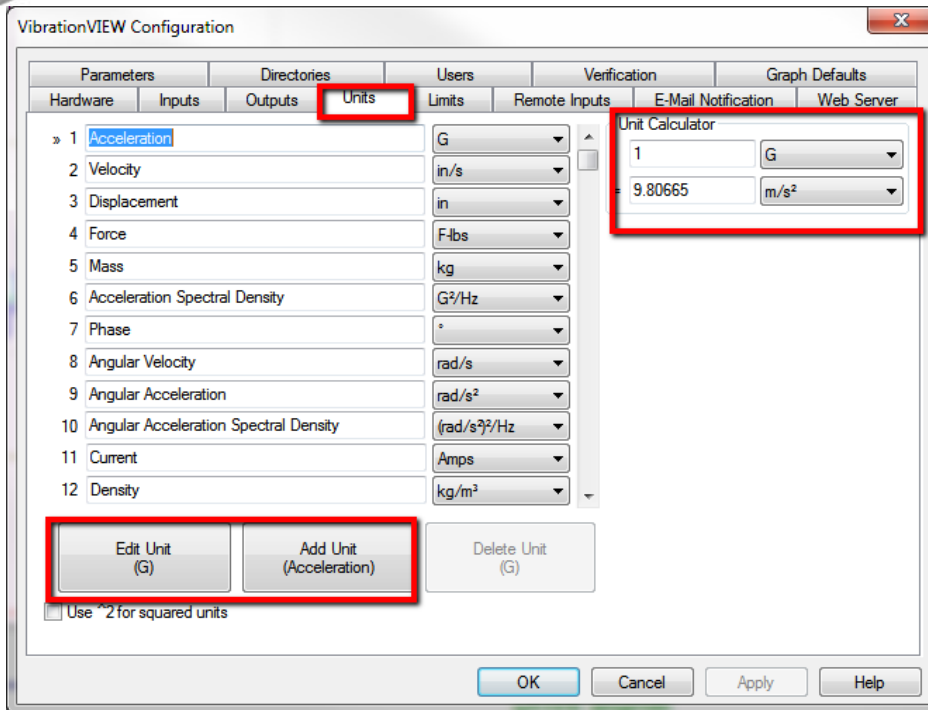 VibrationVIEW Configuration
x
Parameters Directories Users Verification Graph Defaults
Hardware Inputs Outputs Units Limits Remote Inputs E-Mail Notification Web Server
» 1 Acceleration G
2 Velocity in/s
3 Displacement in
4 Force F-lbs
5 Mass kg
6 Acceleration Spectral Density G²/Hz
7 Phase °
8 Angular Velocity rad/s
9 Angular Acceleration rad/s²
10 Angular Acceleration Spectral Density (rad/s²)²/Hz
11 Current Amps
12 Density kg/m³
Unit Calculator
1 G
= 9.80665 m/s²
Edit Unit
(G)
Add Unit
(Acceleration)
Delete Unit
(G)
Use ^2 for squared units
OK Cancel Apply Help